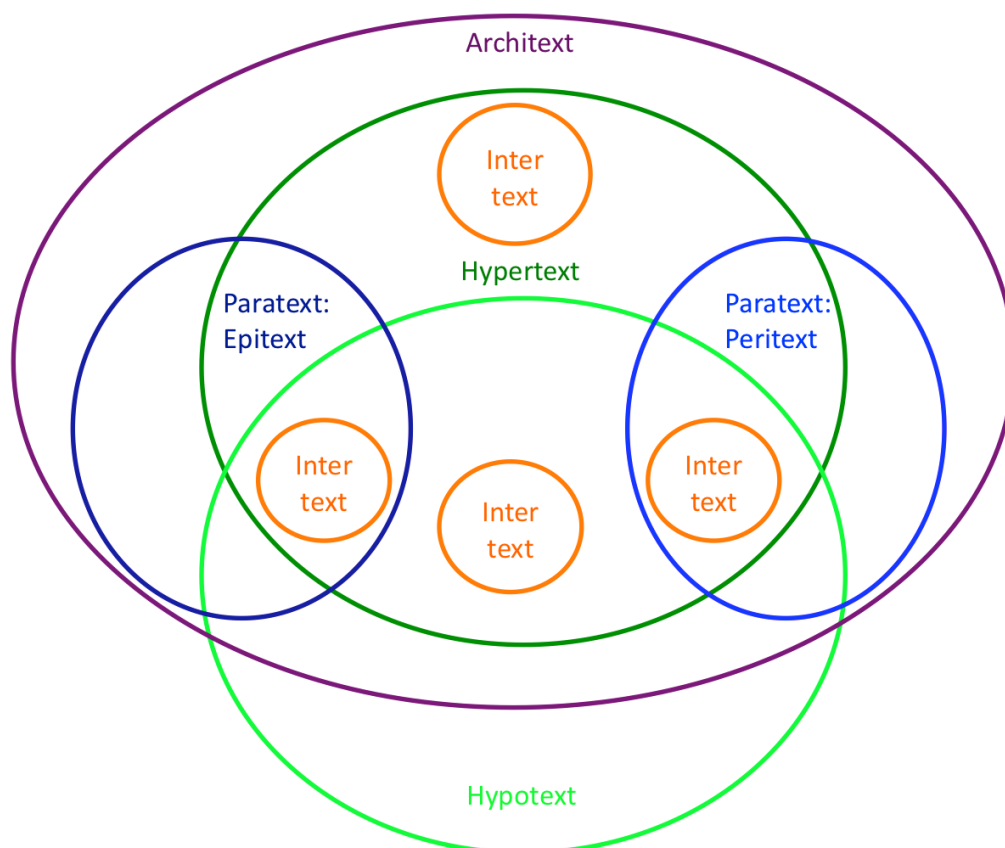 Architext
Inter
text
Hypertext
Paratext:
Epitext
Paratext:
Peritext
Inter
text
Inter
text
Inter
text
Hypotext